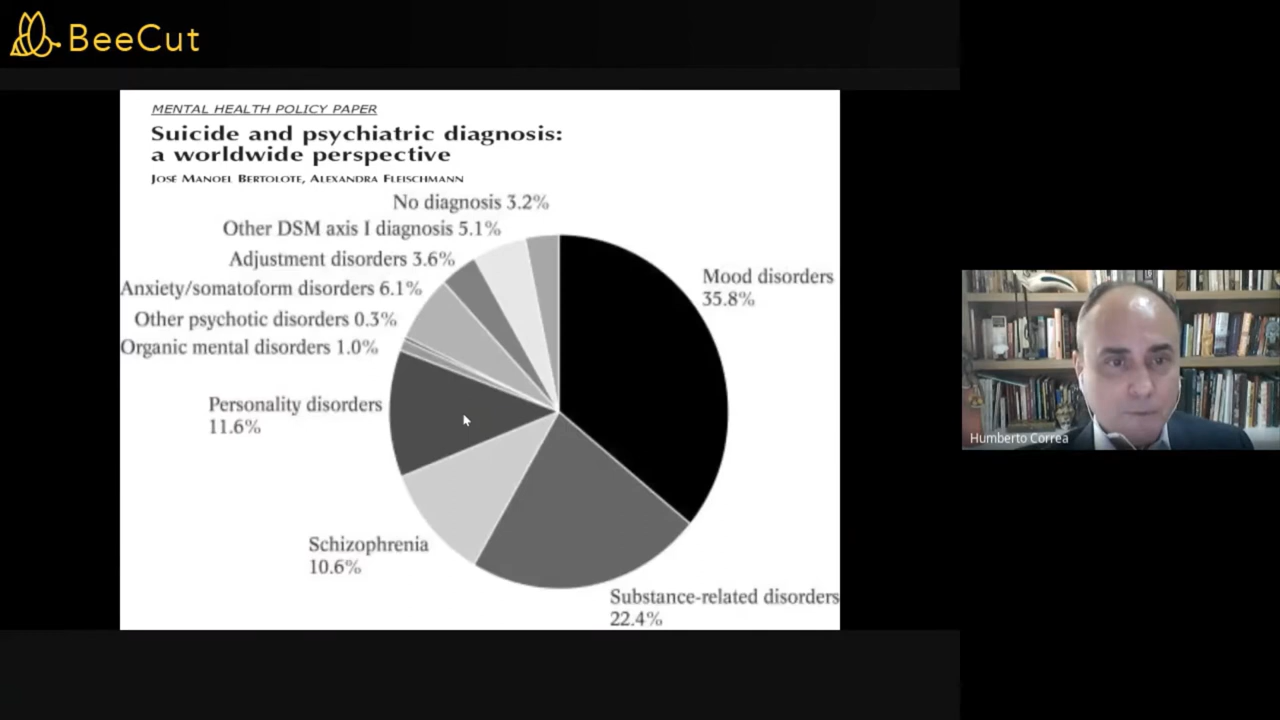 BeeCut
MENTAL HEALTH POLICY PAPER
Suicide and psychiatric diagnosis:
a worldwide perspective
JOSÉ MANOEL BERTOLOTE, ALEXANDRA FLEISCHMANN
No diagnosis 3.2%
Other DSM axis I diagnosis 5.1%
Adjustment disorders 3.6%
Anxiety/somatoform disorders 6.1%
Other psychotic disorders 0.3%
Organic mental disorders 1.0%
Personality disorders
11.6%
Schizophrenia
10.6%
Mood disorders
35.8%
Substance-related disorders
22.4%
Humberto Correa